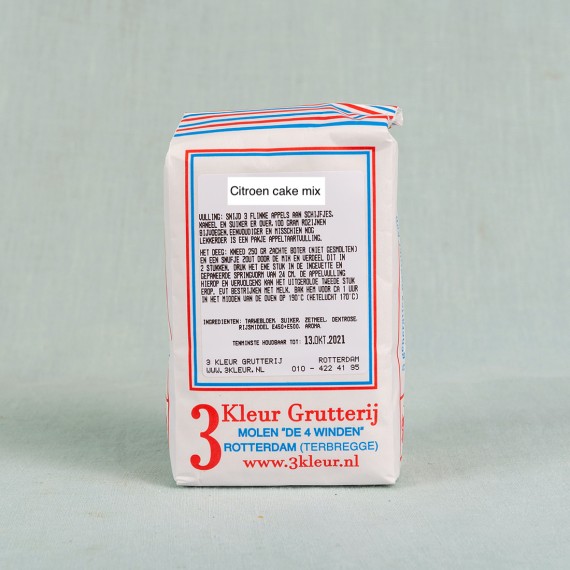 Citroen cake mix
VULLING: SNIJD 3 FLINKE APPELS AAN SCHIJFJES.
KANEEL EN SUIKER ER OVER, 100 GRAM ROZIJNEN
BIJVOEGEN. EENVOUDIGER EN MISSCHIEN NOG
LEKKERDER IS EEN PAKJE APPELTAARTVULLING.
HET DEEG: KNEED 250 GR ZACHTE BOTER (NIET GESMOLTEN)
EN EEN SNUFJE ZOUT DOOR DE MIX EN VERDEEL DIT IN
2 STUKKEN. DRUK HET ENE STUK IN DE INGEVETTE EN
GEPANEERDE SPRINGVORM VAN 24 CM. DE APPELVULLING
HIEROP EN VERVOLGENS KAN HET UITGEROLDE TWEEDE STUK
EROP. EVT BESTRIJKEN MET MELK. BAK HEM VOOR CA 1 UUR
IN HET MIDDEN VAN DE OVEN OP 190°C (HETELUCHT 170°C)
INGREDIENTEN: TARWEBLOEM, SUIKER, ZETMEEL, DEXTROSE,
RIJSMIDDEL E450+E500, AROMA.
TENMINSTE HOUDBAAR TOT: 13.OKT.2021
3 KLEUR GRUTTERIJ ROTTERDAM
WWW.3KLEUR.NL 010 - 422 41 95
3 Kleur Grutterij
MOLEN "DE 4 WINDEN"
ROTTERDAM (TERBREGGE)
www.3kleur.nl